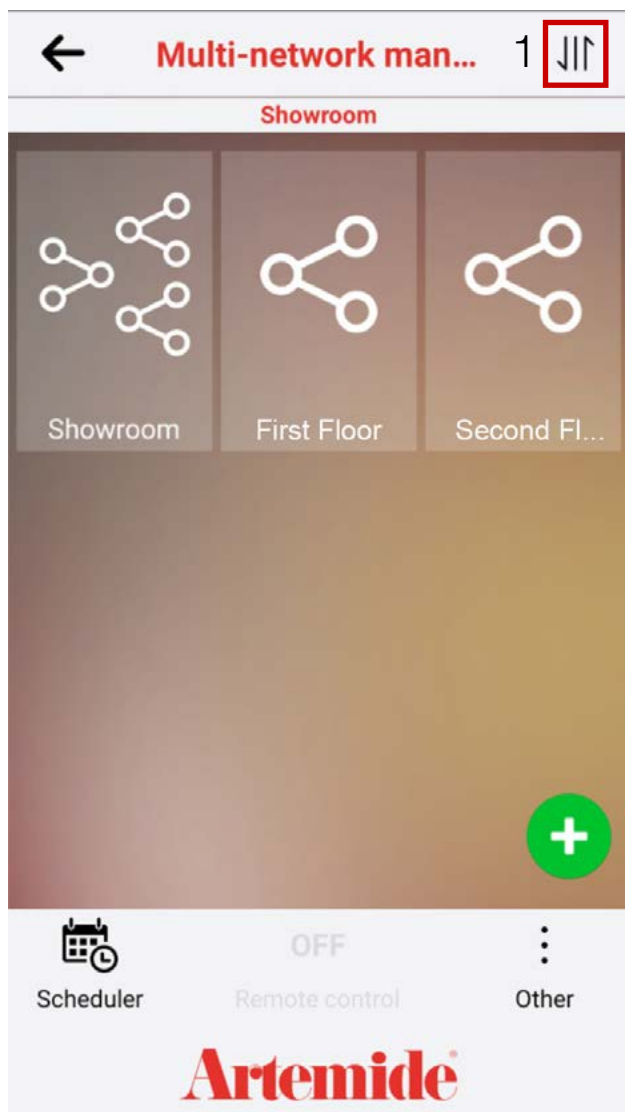 Multi-network man... 1
Showroom
Showroom First Floor Second Fl...
OFF
Scheduler Remote control Other
Artemide